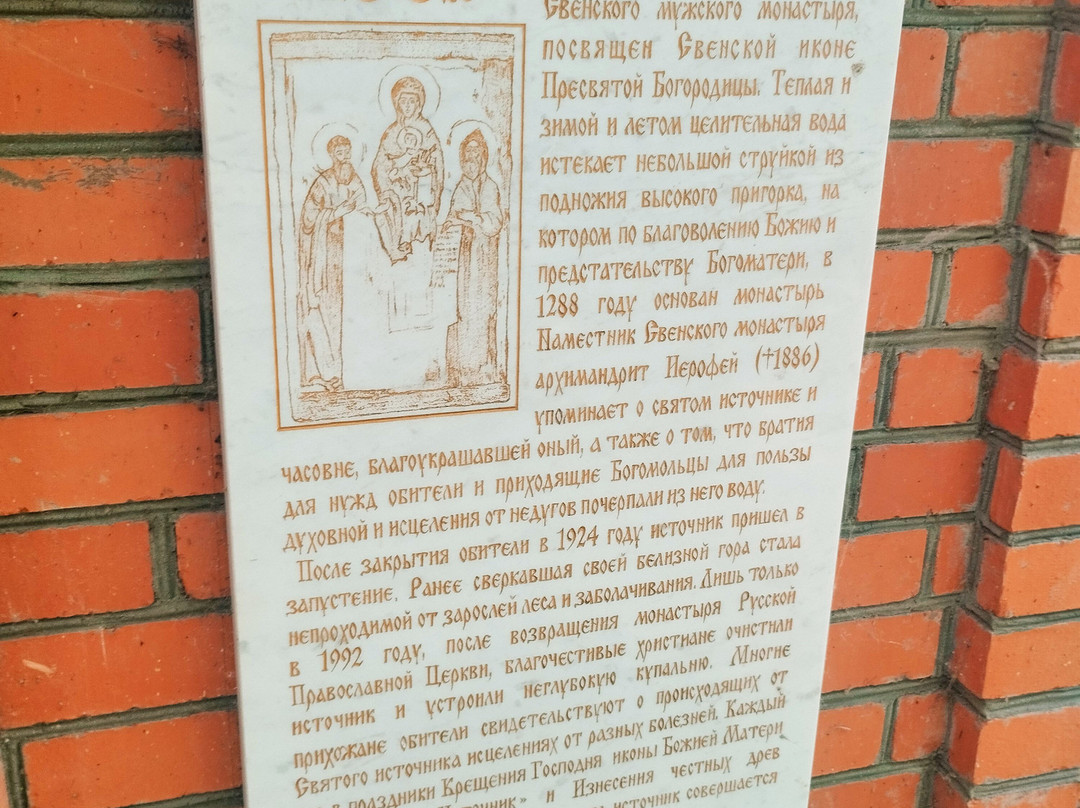 Свенского мужского монастыря,
посвящен Свенской иконе
Пресвятой Богородицы. Теплая и
зимой и летом целительная вода
истекает небольшой струйкой из
подножия высокого пригорка, на
котором по благоволению Божию и
предстательству Богоматери, в
1288 году основан монастырь
Наместник Свенского монастыря
архимандрит Иерофей (†1886)
упоминает о святом источнике и
часовне, благоукрашавшей оный, а также о том, что братия
для нужд обители и приходящие Богомольцы для пользы
духовной и исцеления от недугов почерпали из него воду.
После закрытия обители в 1924 году источник пришел в
запустение. Ранее сверкавшая своей белизной гора стала
непроходимой от зарослей леса и заболачивания. Лишь только
в 1992 году, после возвращения монастыря Русской
Православной Церкви, благочестивые христиане очистили
источник и устроили неглубокую купальню. Многие
прихожане обители свидетельствуют о происходящих от
Святого источника исцелениях от разных болезней. Каждый
в праздники Крещения Господня иконы Божией Матери
и Изнесения честных древ
источник совершается